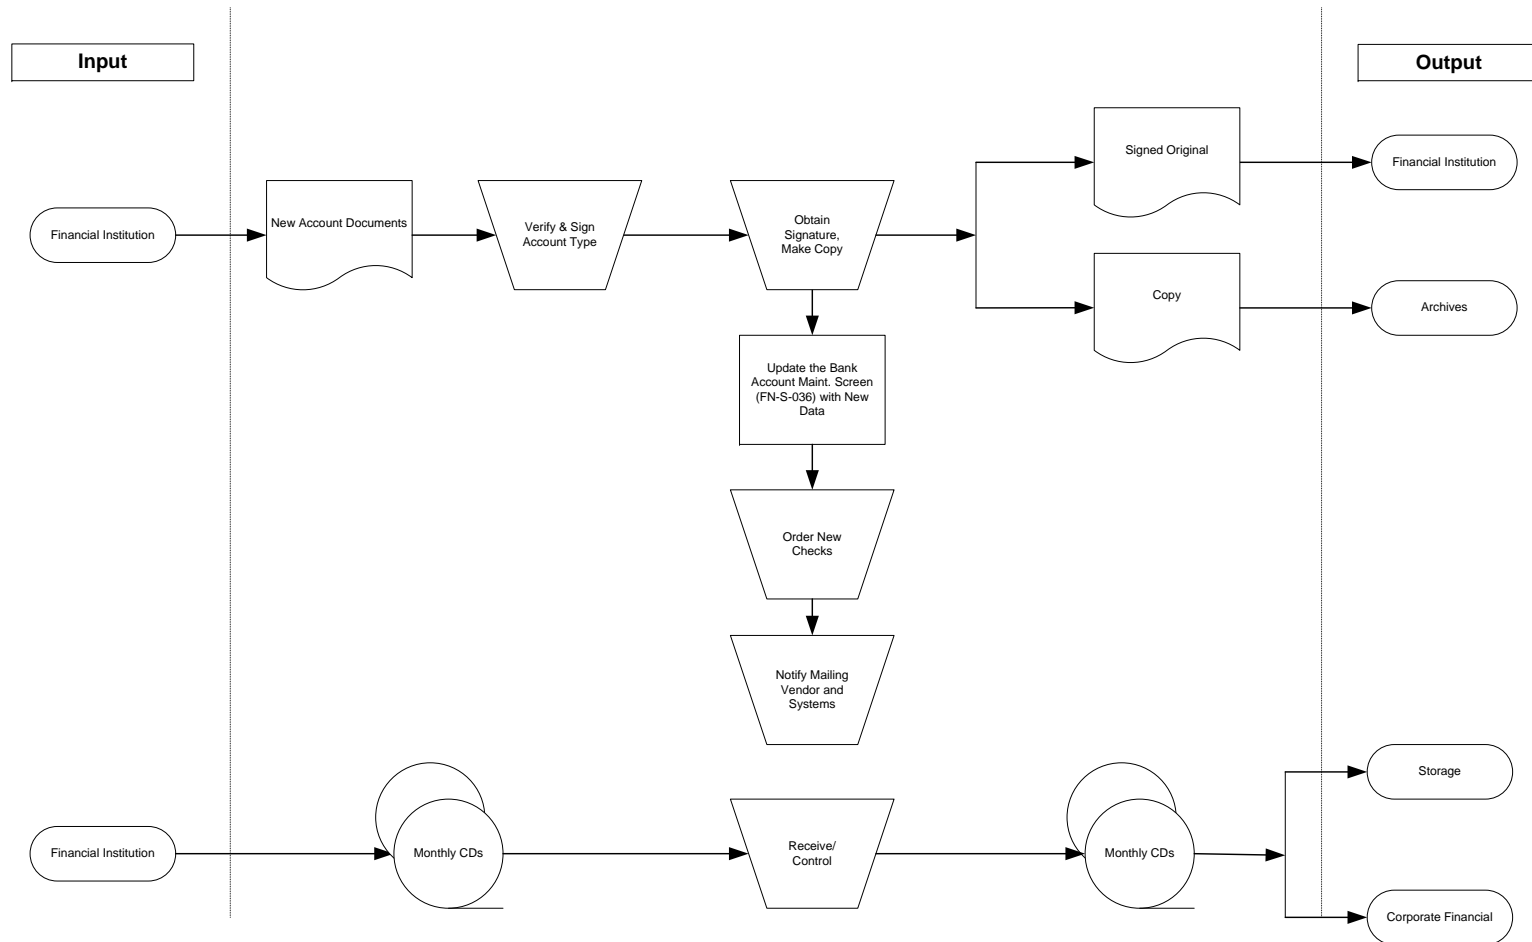 Input
Output
Signed Original
Financial Institution
Financial Institution
New Account Documents
Verify & Sign
Account Type
Obtain
Signature,
Make Copy
Copy
Archives
Update the Bank
Account Maint. Screen
(FN-S-036) with New
Data
Order New
Checks
Notify Mailing
Vendor and
Systems
Storage
Financial Institution
Monthly CDs
Receive/
Control
Monthly CDs
Corporate Financial